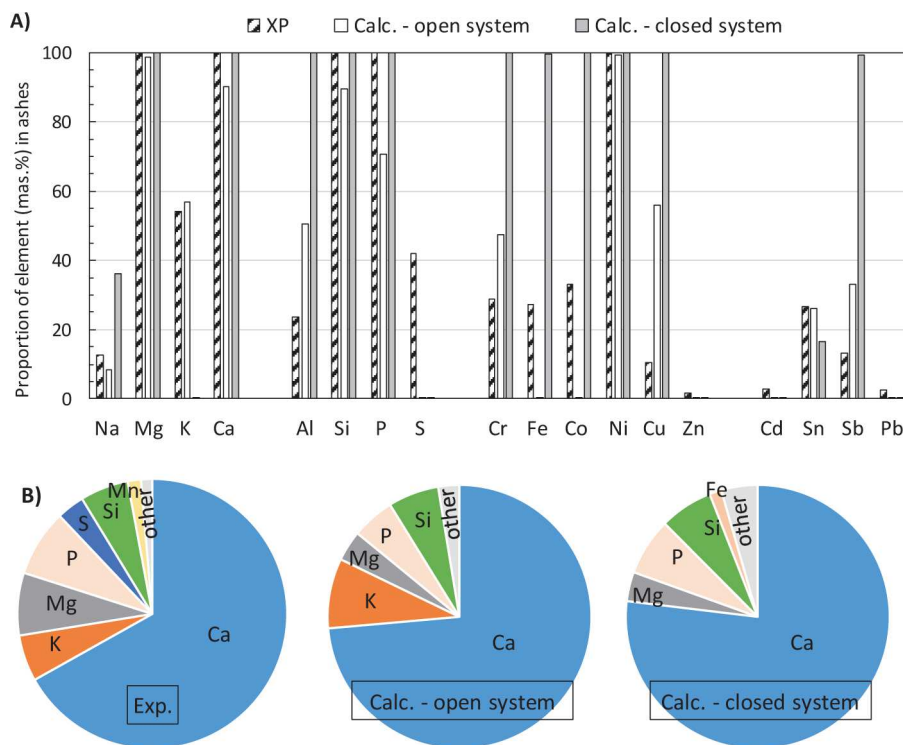 A)
XP Calc. - open system Calc. - closed system
Proportion of element (mas.%) in ashes
100
80
60
40
20
0
Na Mg K Ca Al Si P S Cr Fe Co Ni Cu Zn Cd Sn Sb Pb
B)
Mn
other
Si
S
P
Mg
K
Ca
Exp.
other
Si
P
Mg
K
Ca
Calc. - open system
Fe
other
Si
P
Mg
Ca
Calc. - closed system